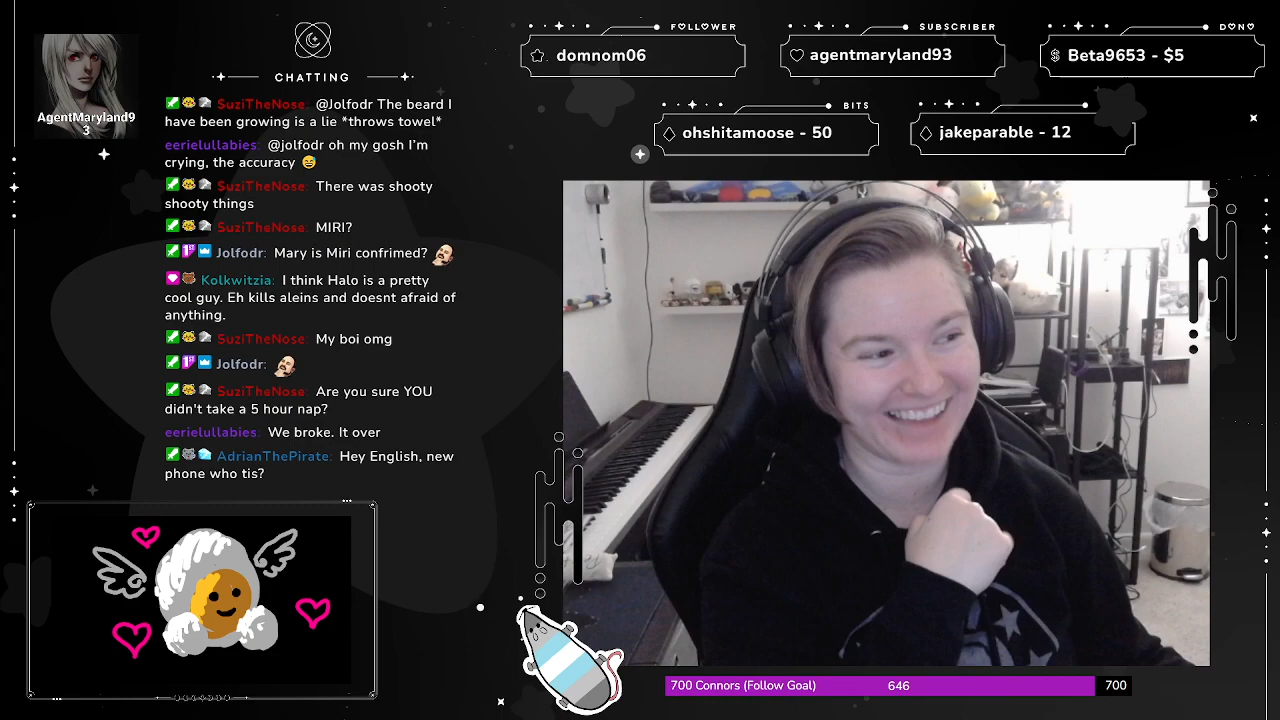 AgentMaryland9
3
CHATTING
SuziTheNose: @Jolfodr The beard I
have been growing is a lie *throws towel*
eerielullabies: @jolfodr oh my gosh I'm
crying, the accuracy
SuziTheNose: There was shooty
shooty things
SuziTheNose: MIRI?
Jolfodr: Mary is Miri confrimed?
Kolkwitzia: I think Halo is a pretty
cool guy. Eh kills aleins and doesnt afraid of
anything.
SuziTheNose: My boi omg
Jolfodr:
SuziTheNose: Are you sure YOU
didn't take a 5 hour nap?
eerielullabies: We broke. It over
AdrianThePirate: Hey English, new
phone who tis?
FOLLOWER
domnom06
SUBSCRIBER
agentmaryland93
DONO
$ Beta9653 - $5
BITS
ohshitamoose - 50
jakeparable - 12
700 Connors (Follow Goal) 646 700